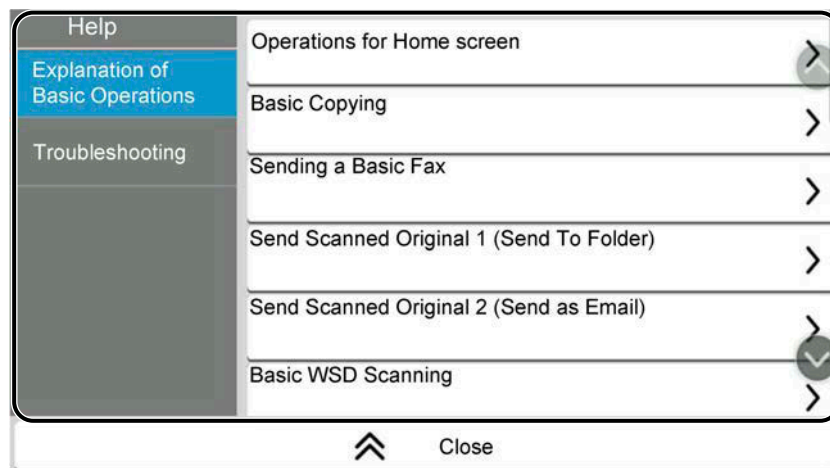 Help
Explanation of
Basic Operations
Troubleshooting
Operations for Home screen
Basic Copying
Sending a Basic Fax
Send Scanned Original 1 (Send To Folder)
Send Scanned Original 2 (Send as Email)
Basic WSD Scanning
Close